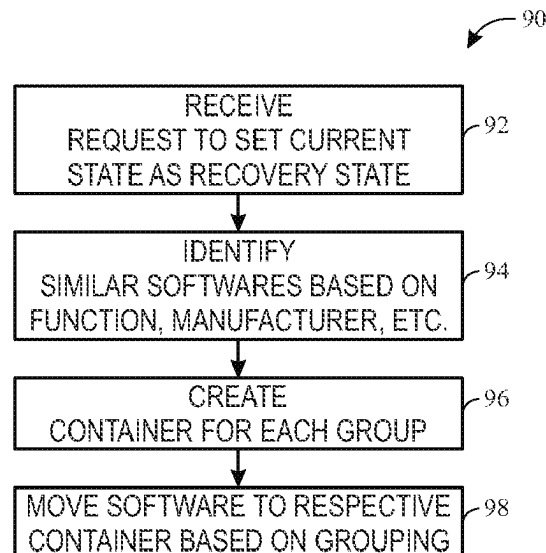 90
RECEIVE
REQUEST TO SET CURRENT
STATE AS RECOVERY STATE
92
IDENTIFY
SIMILAR SOFTWARES BASED ON
FUNCTION, MANUFACTURER, ETC.
94
CREATE
CONTAINER FOR EACH GROUP
96
MOVE SOFTWARE TO RESPECTIVE
CONTAINER BASED ON GROUPING
98